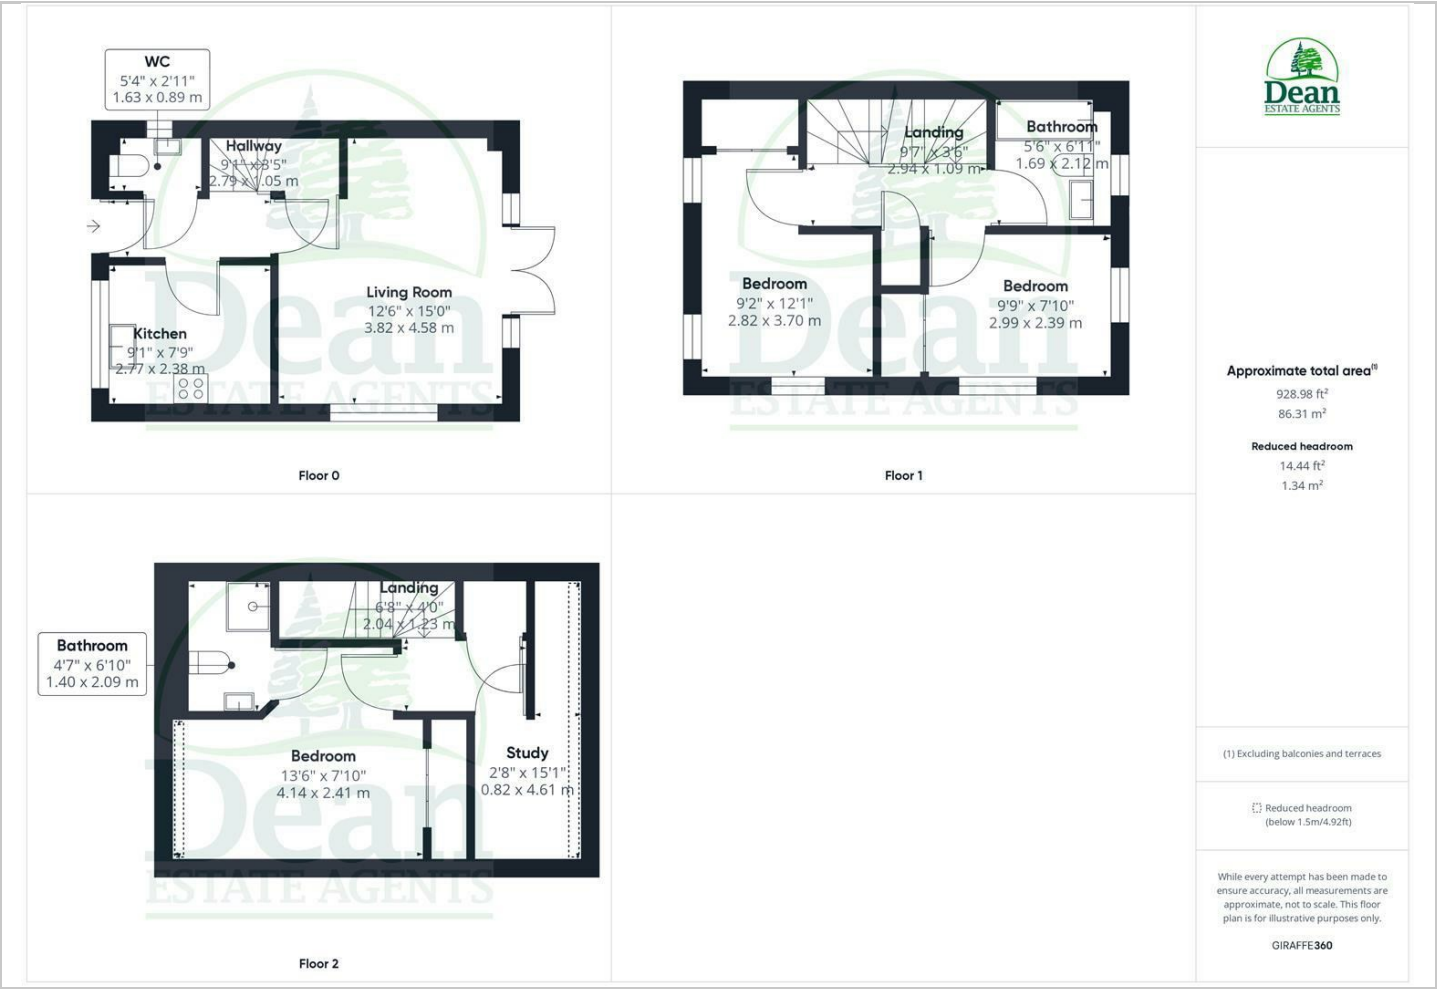 WC
5'4" x 2'11"
1.63 x 0.89 m
Hallway
9'1" x 3'5"
2.79 x 1.05 m
Living Room
12'6" x 15'0"
3.82 x 4.58 m
Kitchen
9'1" x 7'9"
2.77 x 2.38 m
Dean
ESTATE AGENTS
Floor 0
Landing
9'7" x 3'6"
2.94 x 1.09 m
Bathroom
5'6" x 6'11"
1.69 x 2.12 m
Bedroom
9'2" x 12'1"
2.82 x 3.70 m
Bedroom
9'9" x 7'10"
2.99 x 2.39 m
Dean
ESTATE AGENTS
Floor 1
Landing
6'8" x 4'0"
2.04 x 1.23 m
Bathroom
4'7" x 6'10"
1.40 x 2.09 m
Bedroom
13'6" x 7'10"
4.14 x 2.41 m
Study
2'8" x 15'1"
0.82 x 4.61 m
Dean
ESTATE AGENTS
Floor 2
Dean
ESTATE AGENTS
Approximate total area(1)
928.98 ft²
86.31 m²
Reduced headroom
14.44 ft²
1.34 m²
(1) Excluding balconies and terraces
Reduced headroom
(below 1.5m/4.92ft)
While every attempt has been made to
ensure accuracy, all measurements are
approximate, not to scale. This floor
plan is for illustrative purposes only.
GIRAFFE360